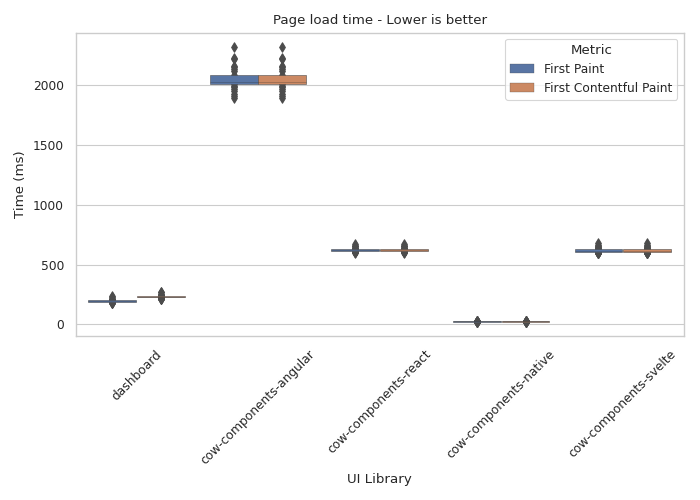 Page load time - Lower is better
Metric
First Paint
First Contentful Paint
Time (ms)
2000
1500
1000
500
0
dashboard
cow-components-angular
cow-components-react
cow-components-native
cow-components-svelte
UI Library